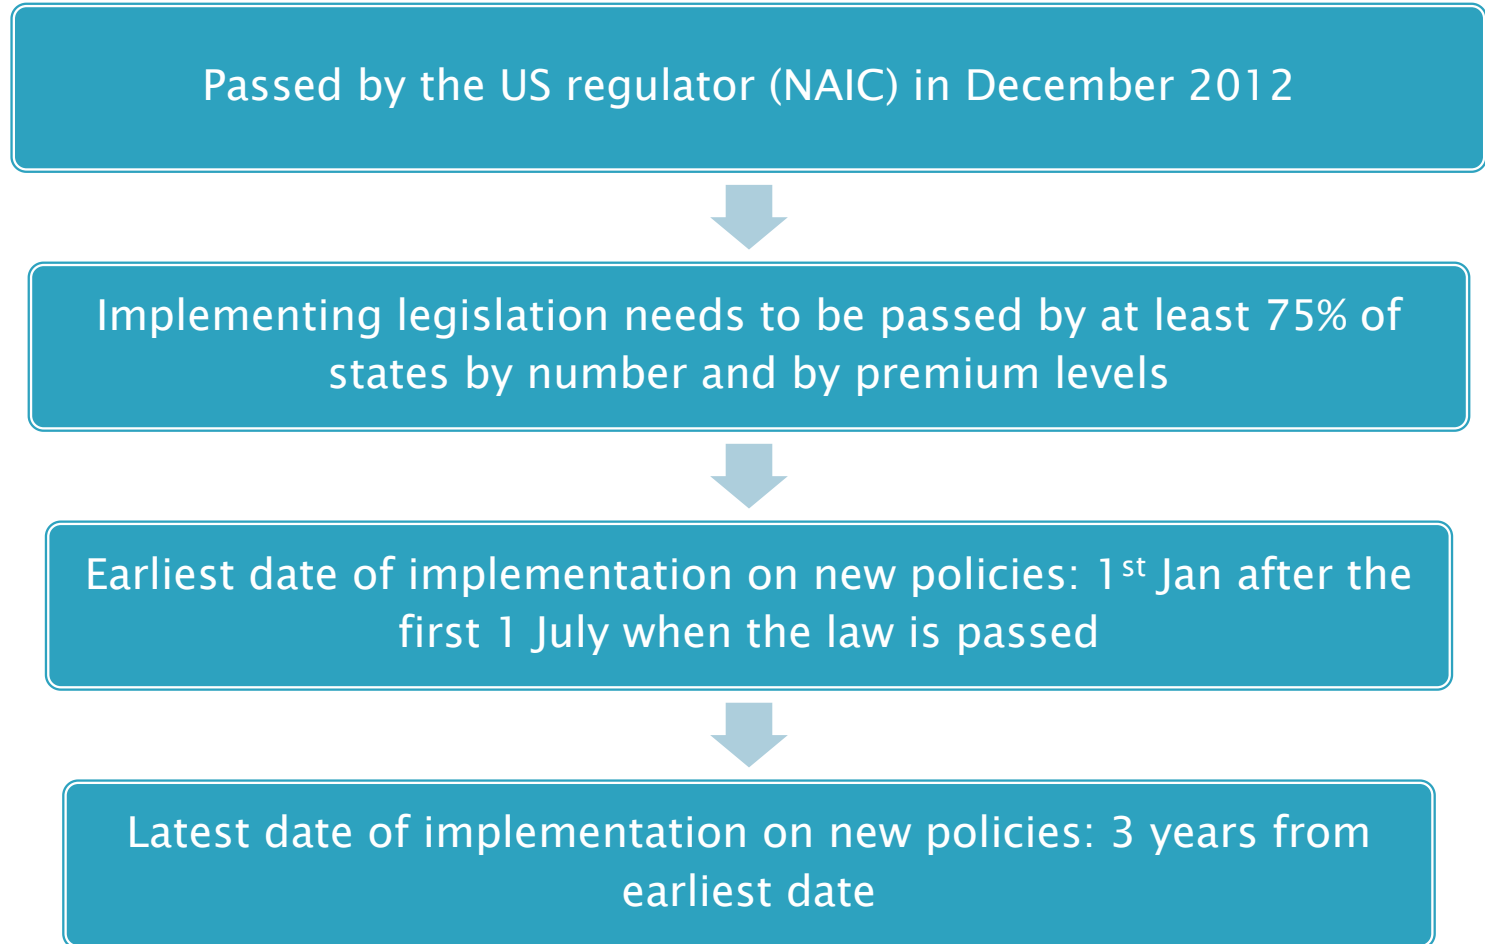 Passed by the US regulator (NAIC) in December 2012
Implementing legislation needs to be passed by at least 75% of
states by number and by premium levels
Earliest date of implementation on new policies: 1st Jan after the
first 1 July when the law is passed
Latest date of implementation on new policies: 3 years from
earliest date